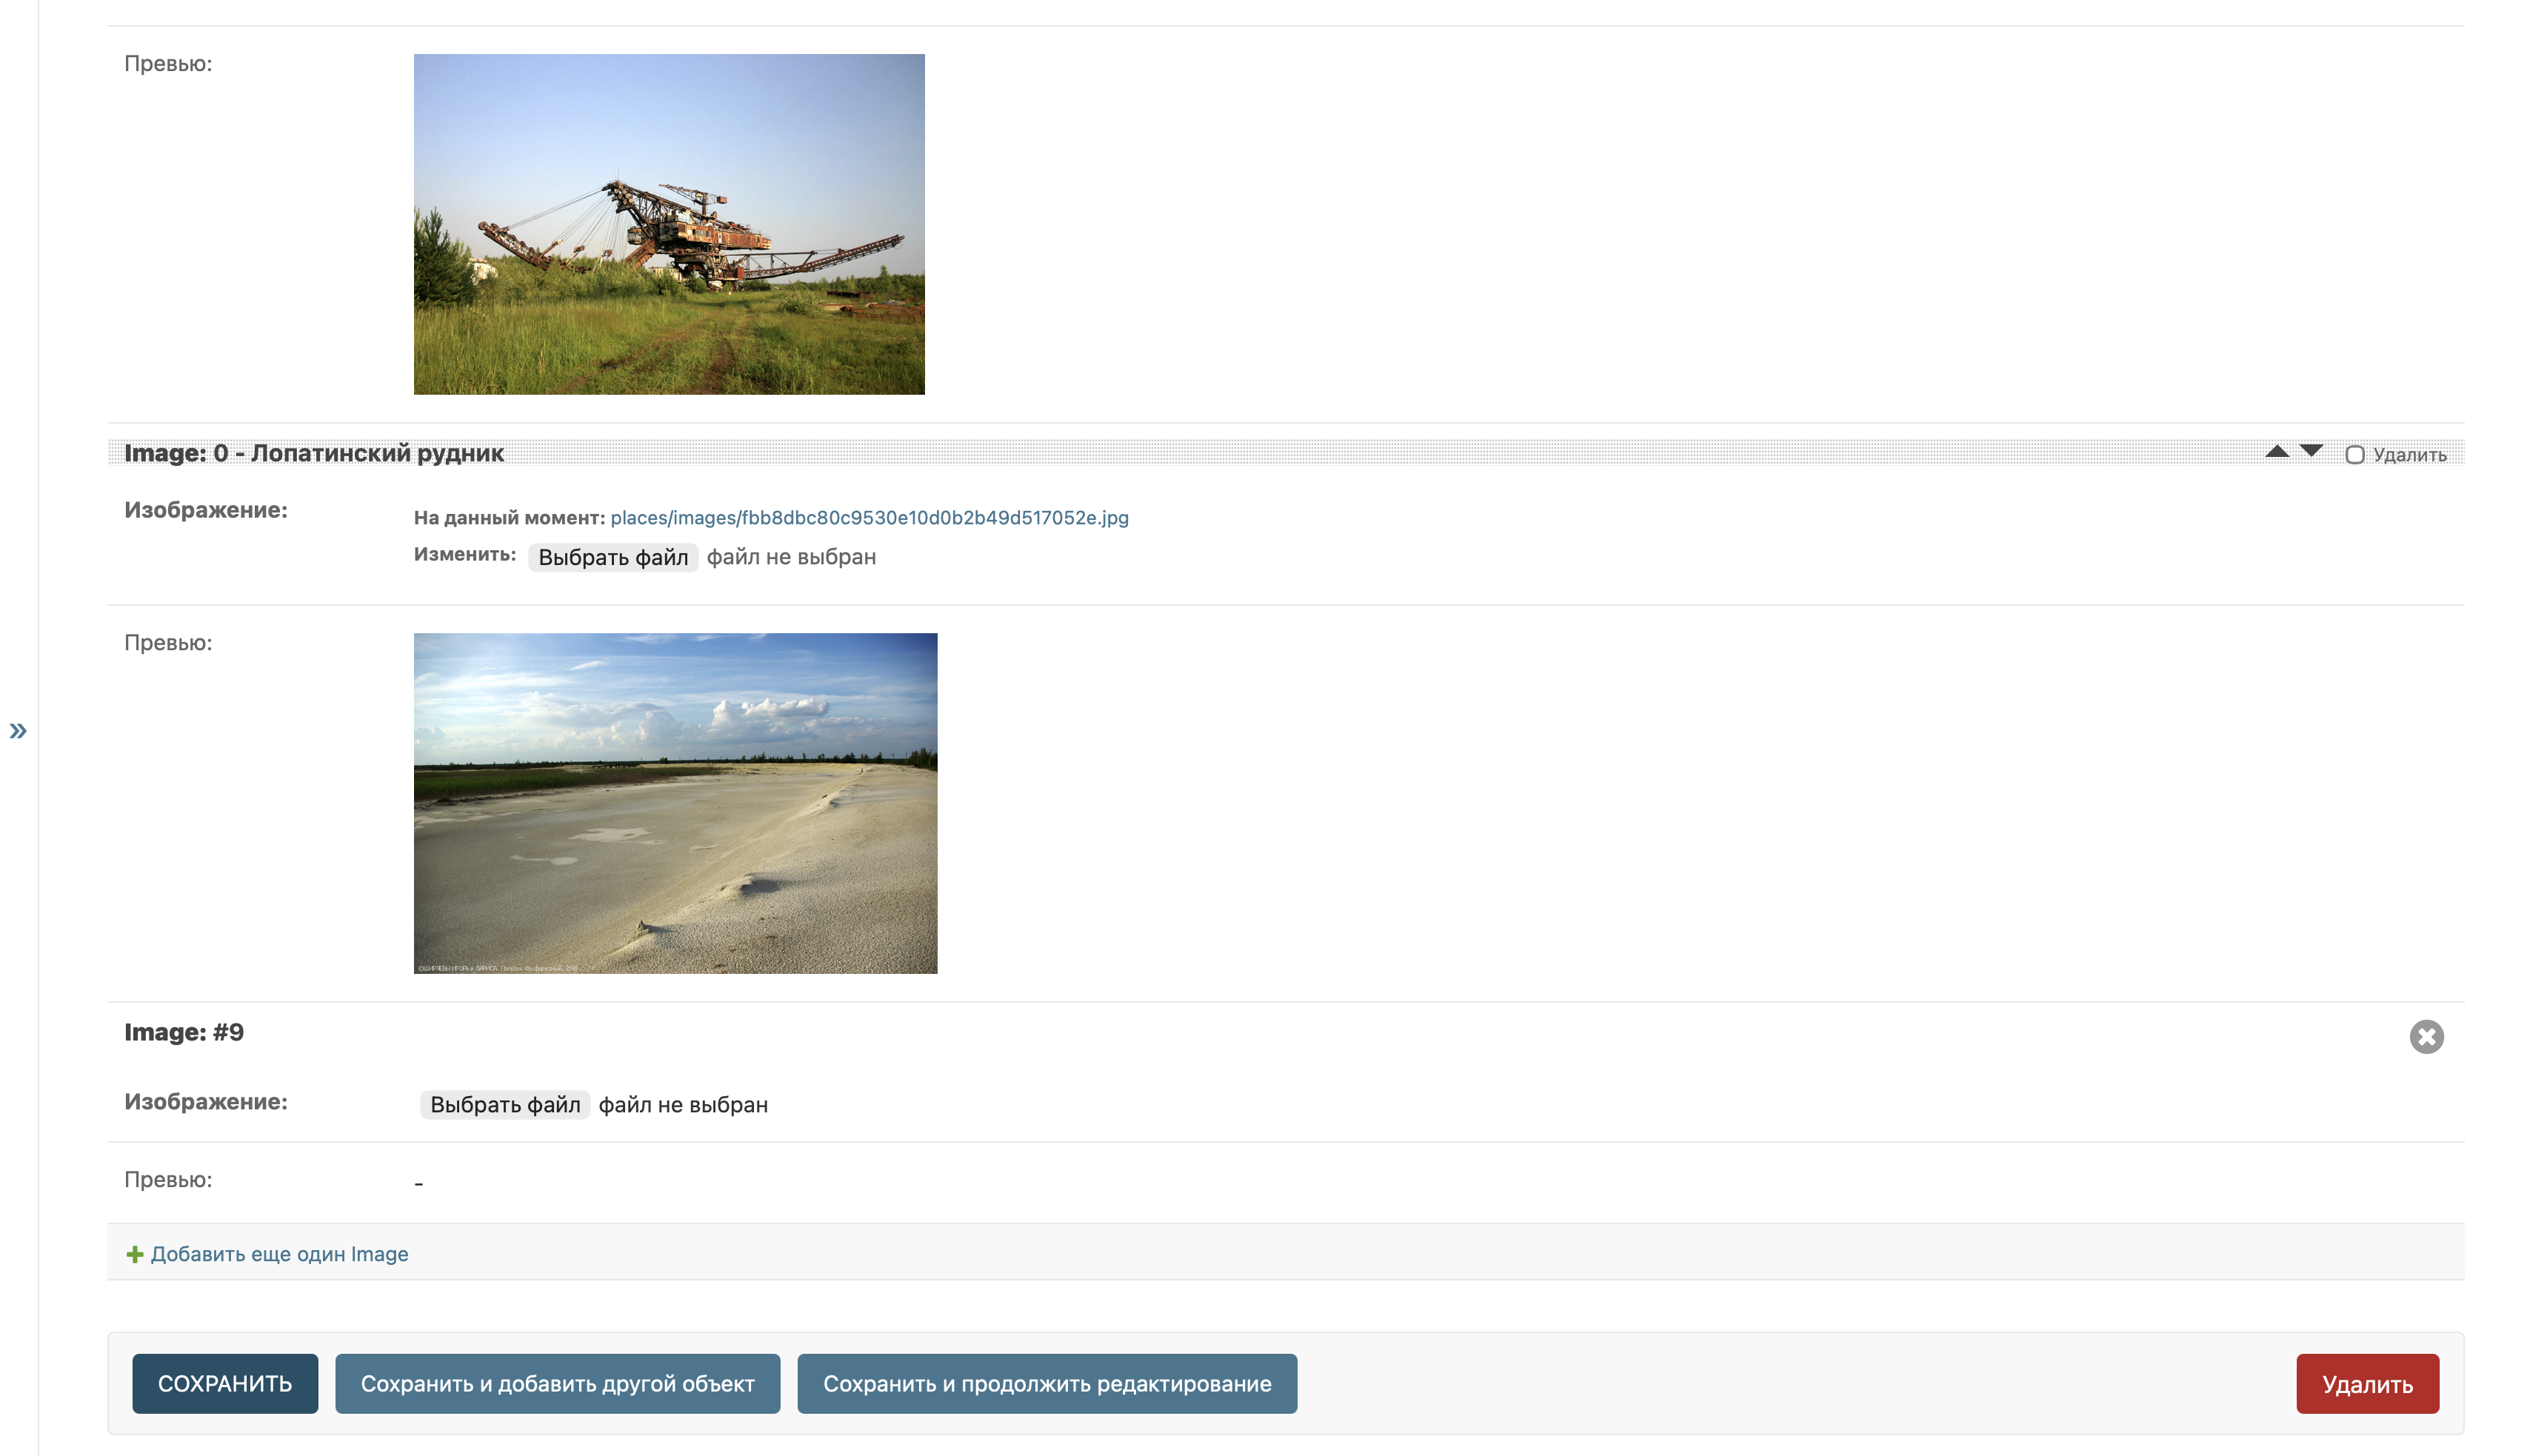 Превью:
Image: 0 - Лопатинский рудник
Удалить
Изображение:
На данный момент: places/images/fbb8dbc80c9530e10d0b2b49d517052e.jpg
Изменить: Выбрать файл файл не выбран
Превью:
Image: #9
Изображение:
Выбрать файл файл не выбран
Превью:
-
Добавить еще один Image
СОХРАНИТЬ
Сохранить и добавить другой объект
Сохранить и продолжить редактирование
Удалить